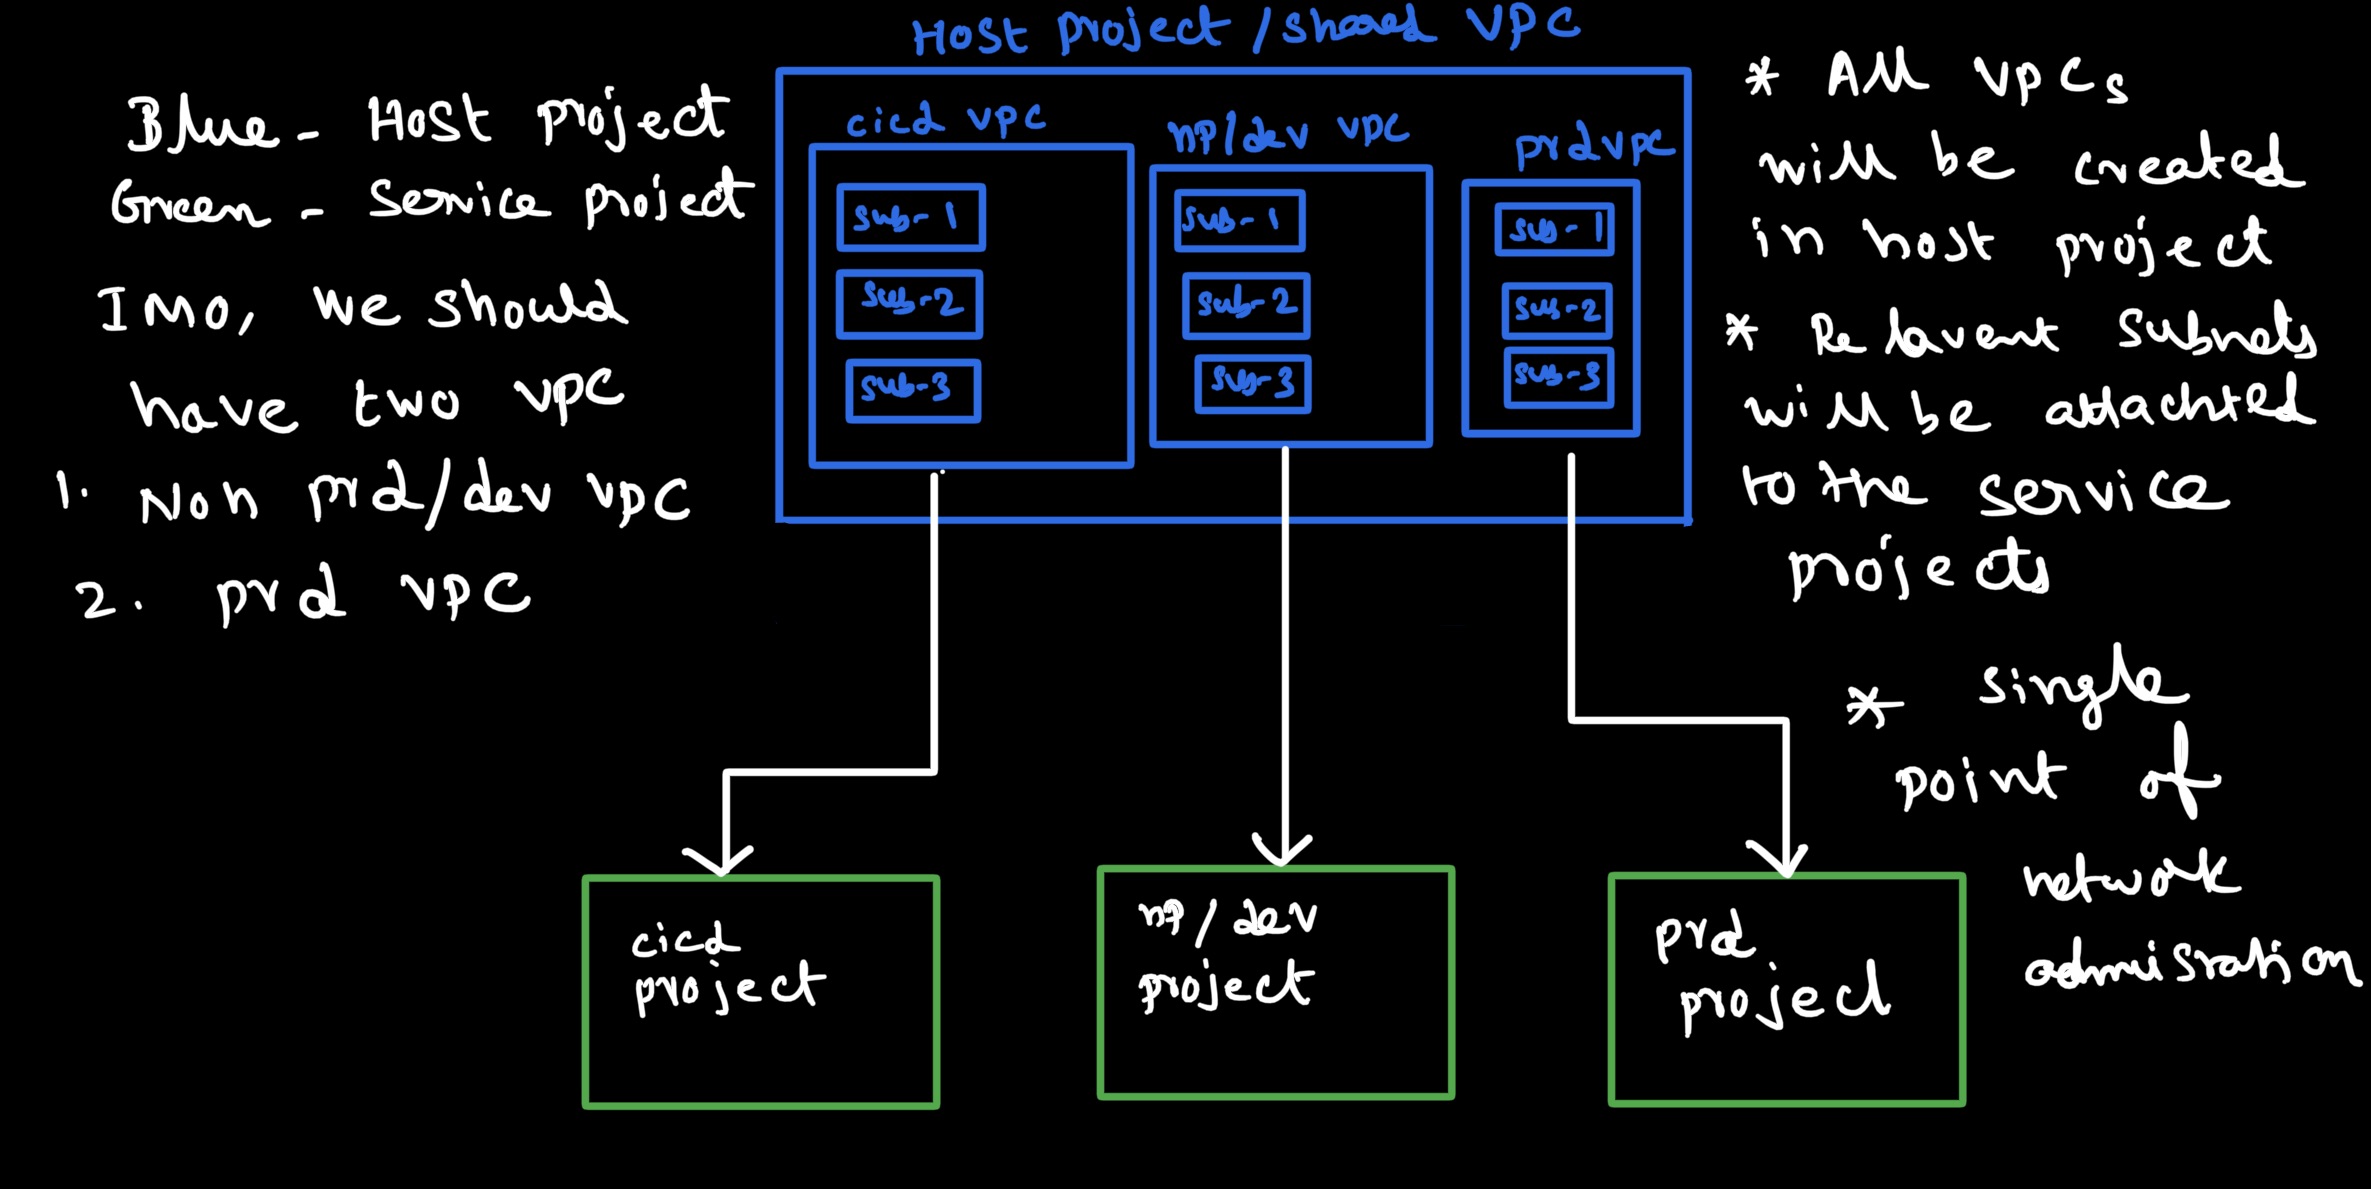 Host project / shared VPC
Blue - Host project
Green - Service project
IMO, we should
have two VPC
1. Non prd/dev VPC
2. prd VPC
cicd VPC
sub-1
sub-2
sub-3
np/dev VPC
sub-1
sub-2
sub-3
prd VPC
sub-1
sub-2
sub-3
* All VPCs
will be created
in host project
* Relavent subnets
will be attachted
to the service
projects
* single
point of
network
admisration
cicd
project
np/dev
project
prd
project